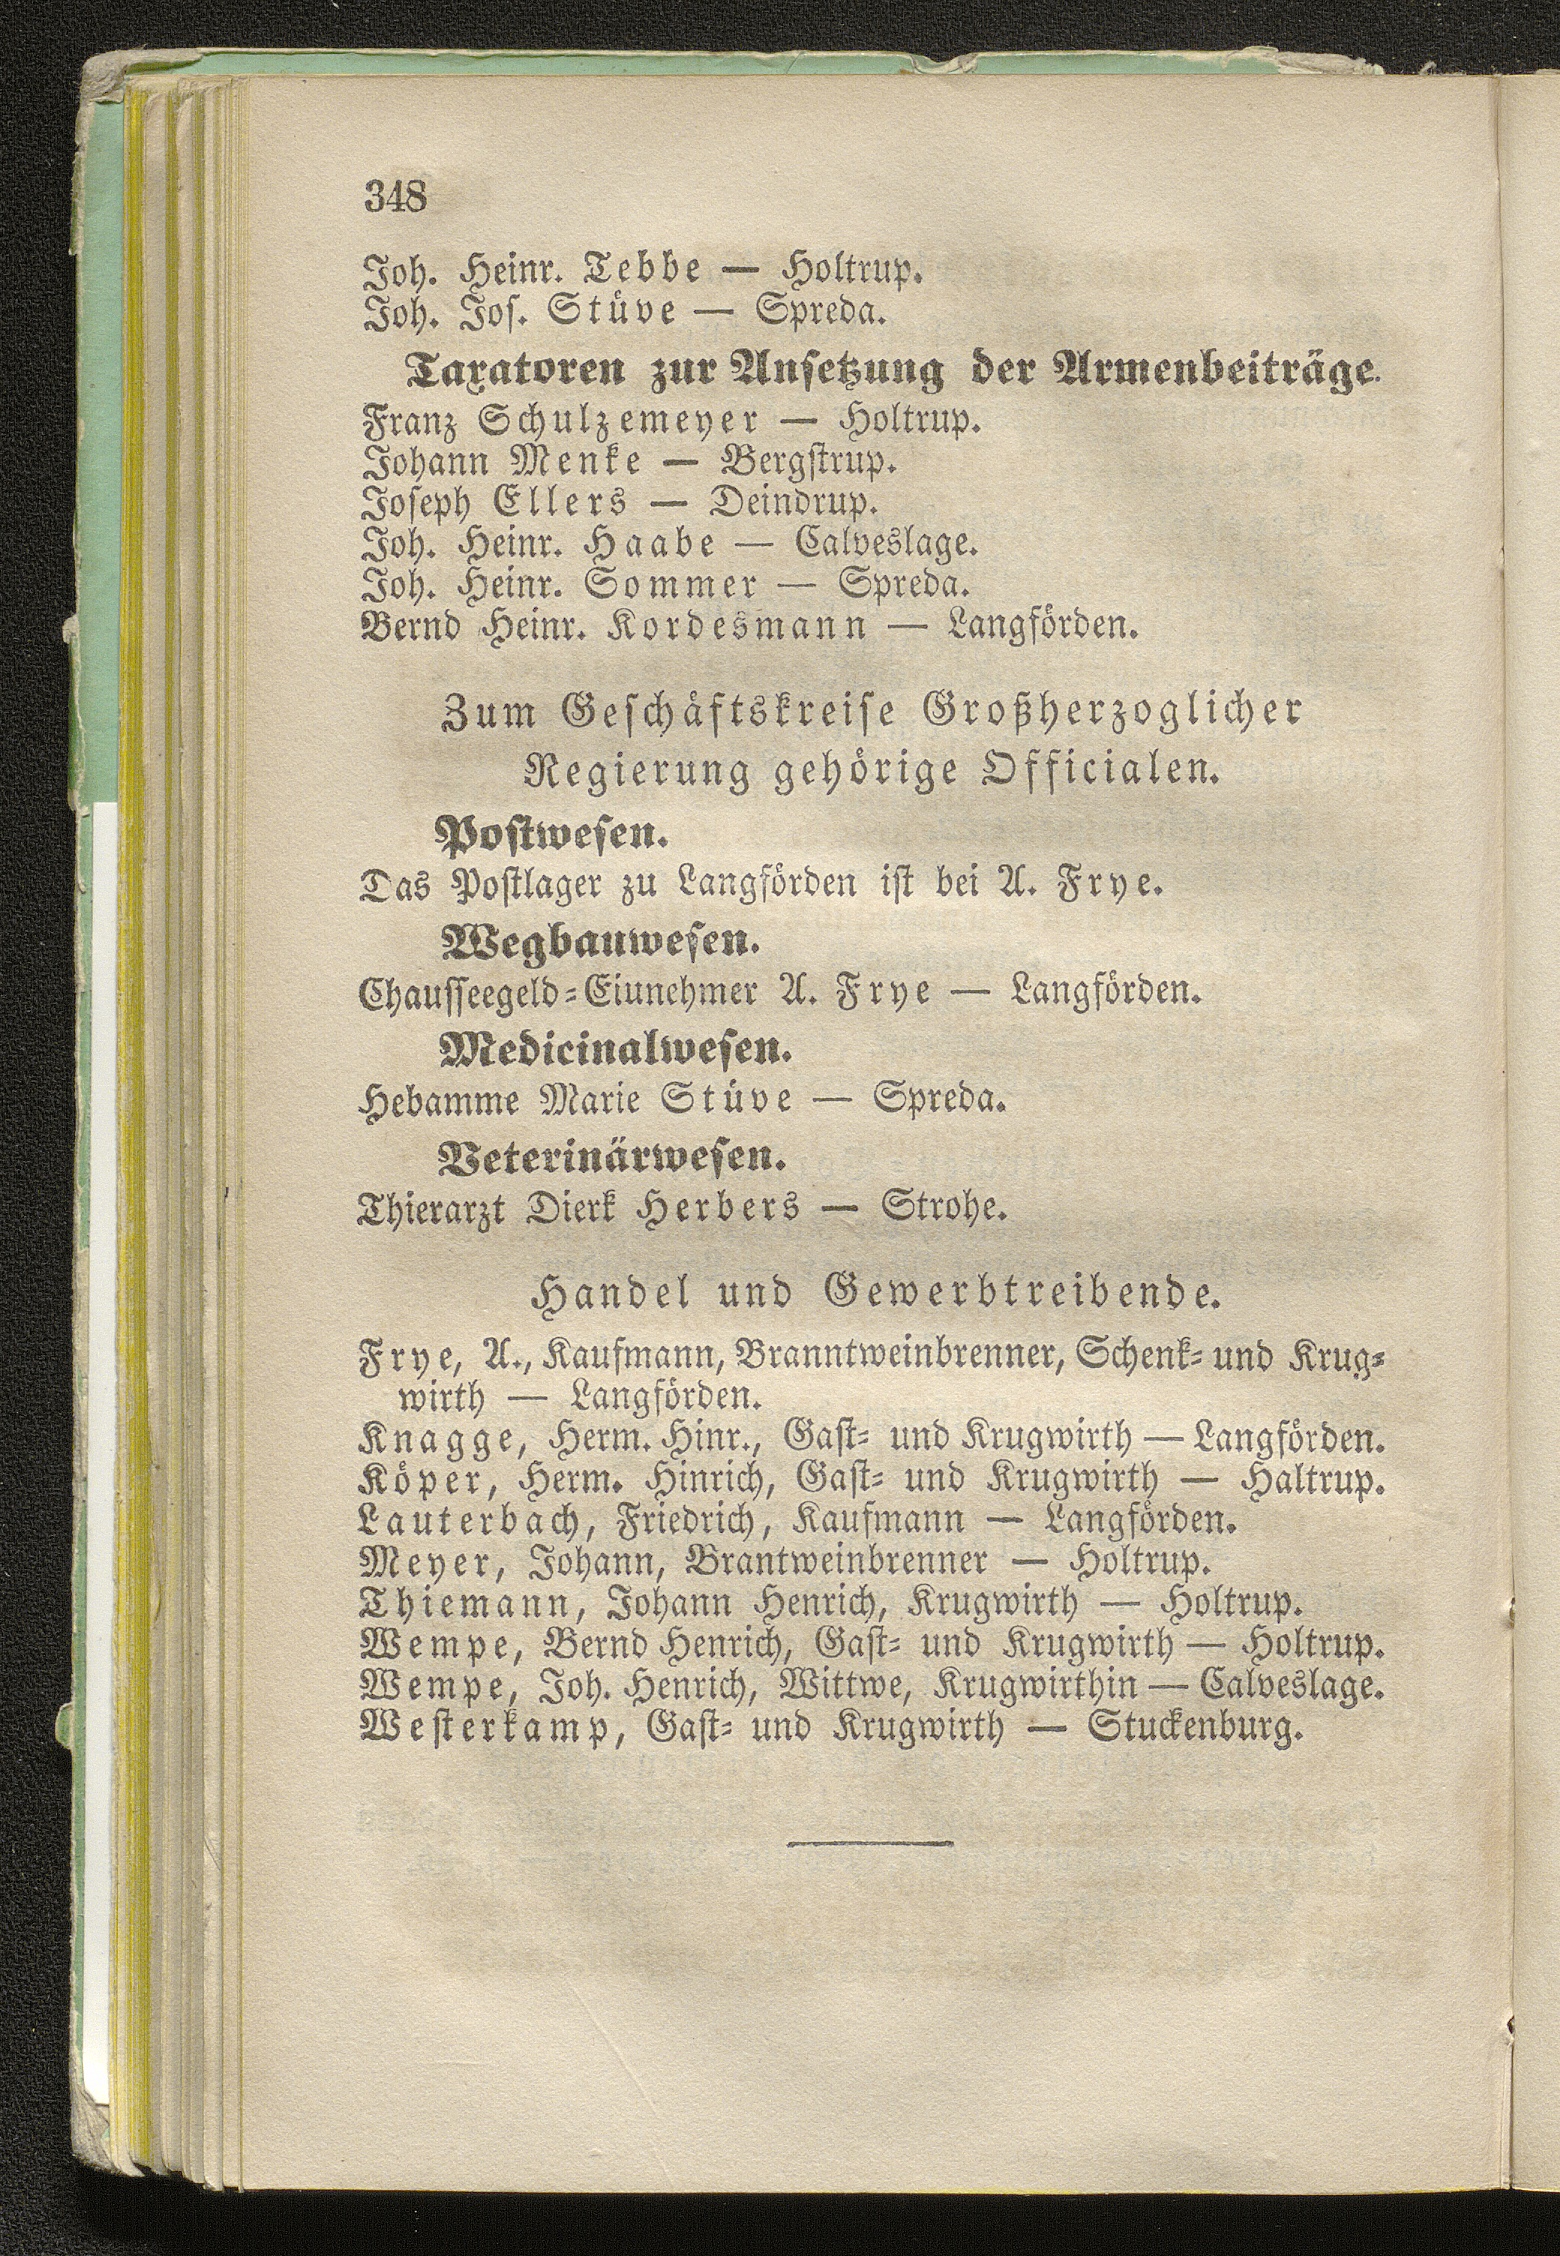 348
Joh. Heinr. Tebbe — Holtrup.
Joh. Jos. Stüve — Spreda.
Taxatoren zur Ansetzung der Armenbeiträge.
Franz Schulzemeyer — Holtrup.
Johann Menke — Bergstrup.
Joseph Ellers — Deindrup.
Joh. Heinr. Haabe — Calveslage.
Joh. Heinr. Sommer — Spreda.
Bernd Heinr. Kordesmann — Langförden.
Zum Geschäftskreise Großherzoglicher
Regierung gehörige Officialen.
Postwesen.
Das Postlager zu Langförden ist bei A. Frye.
Wegbauwesen.
Chausseegeld-Eiunehmer A. Frye — Langförden.
Medicinalwesen.
Hebamme Marie Stüve — Spreda.
Veterinärwesen.
Thierarzt Dierk Herbers — Strohe.
Handel und Gewerbtreibende.
Frye, A., Kaufmann, Branntweinbrenner, Schenk- und Krug-
wirth — Langförden.
Knagge, Herm. Hinr., Gast- und Krugwirth — Langförden.
Köper, Herm. Hinrich, Gast- und Krugwirth — Haltrup.
Lauterbach, Friedrich, Kaufmann — Langförden.
Meyer, Johann, Brantweinbrenner — Holtrup.
Thiemann, Johann Henrich, Krugwirth — Holtrup.
Wempe, Bernd Henrich, Gast- und Krugwirth — Holtrup.
Wempe, Joh. Henrich, Wittwe, Krugwirthin — Calveslage.
Westerkamp, Gast- und Krugwirth — Stuckenburg.